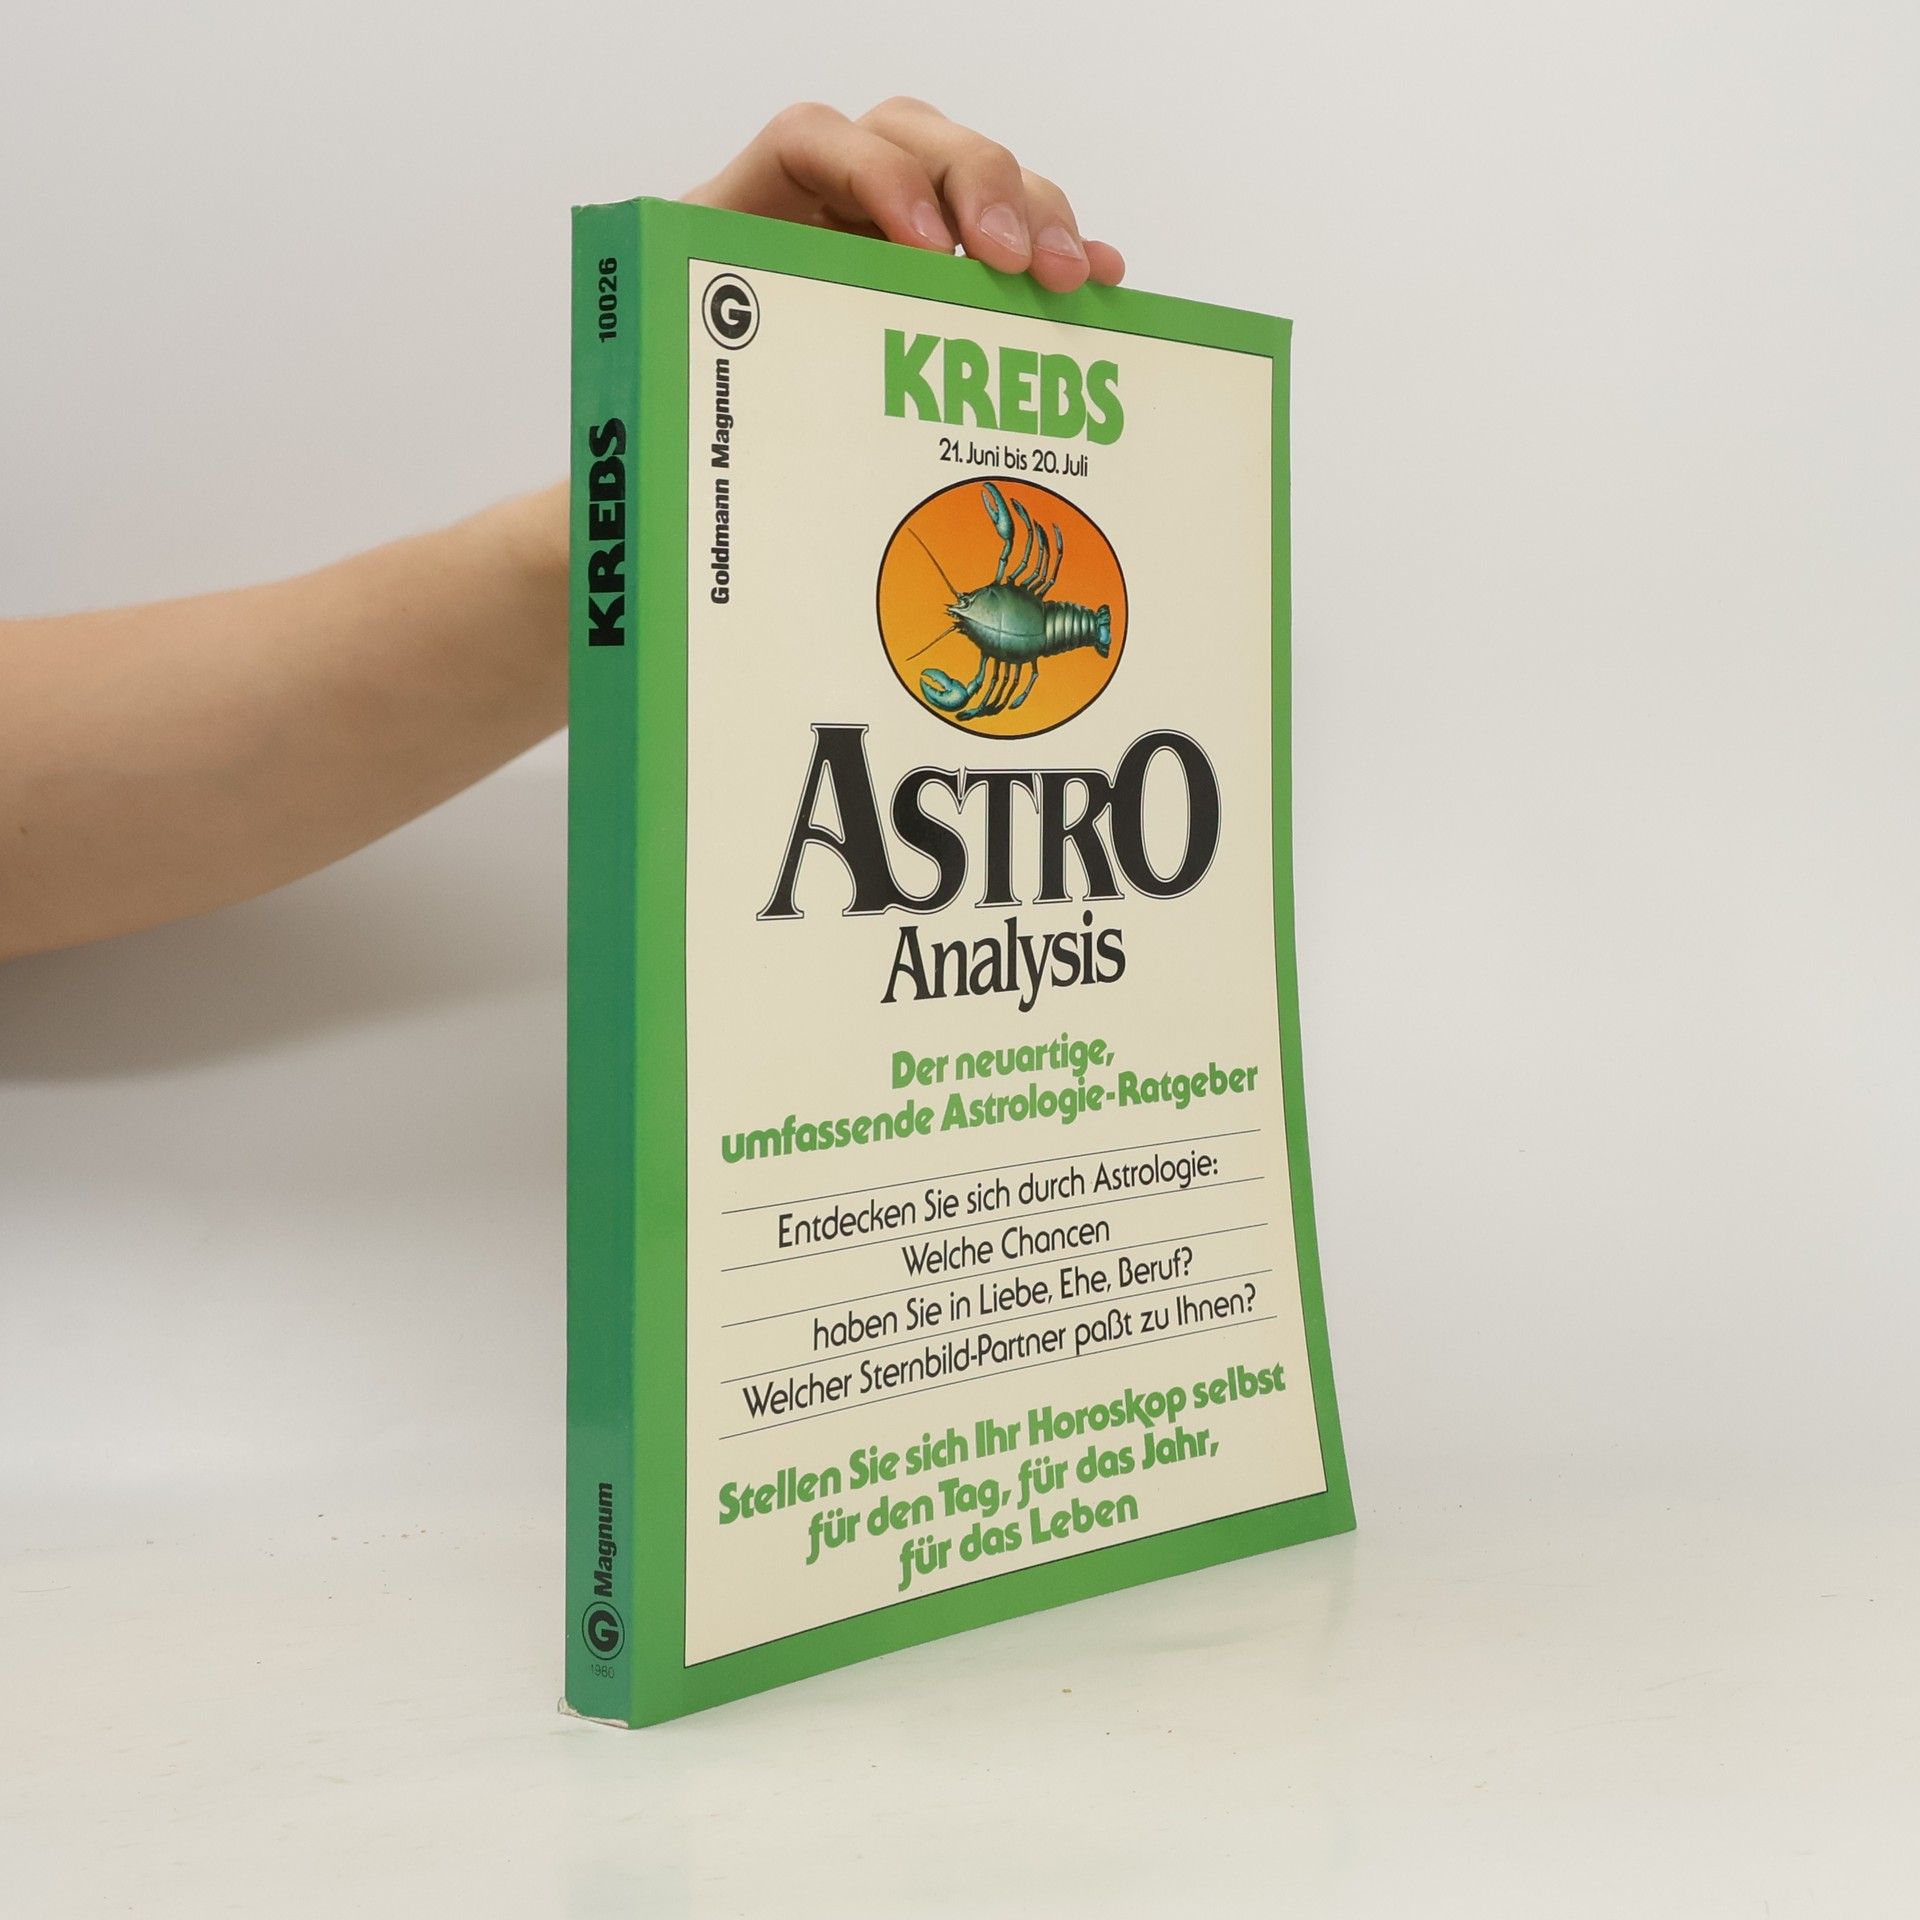 10026
KREBS
G Magnum
1980
G
Goldmann Magnum
KREBS
21. Juni bis 20. Juli
ASTRO
Analysis
Der neuartige,
umfassende Astrologie-Ratgeber
Entdecken Sie sich durch Astrologie:
Welche Chancen
haben Sie in Liebe, Ehe, Beruf?
Welcher Sternbild-Partner paßt zu Ihnen?
Stellen Sie sich Ihr Horoskop selbst
für den Tag, für das Jahr,
für das Leben